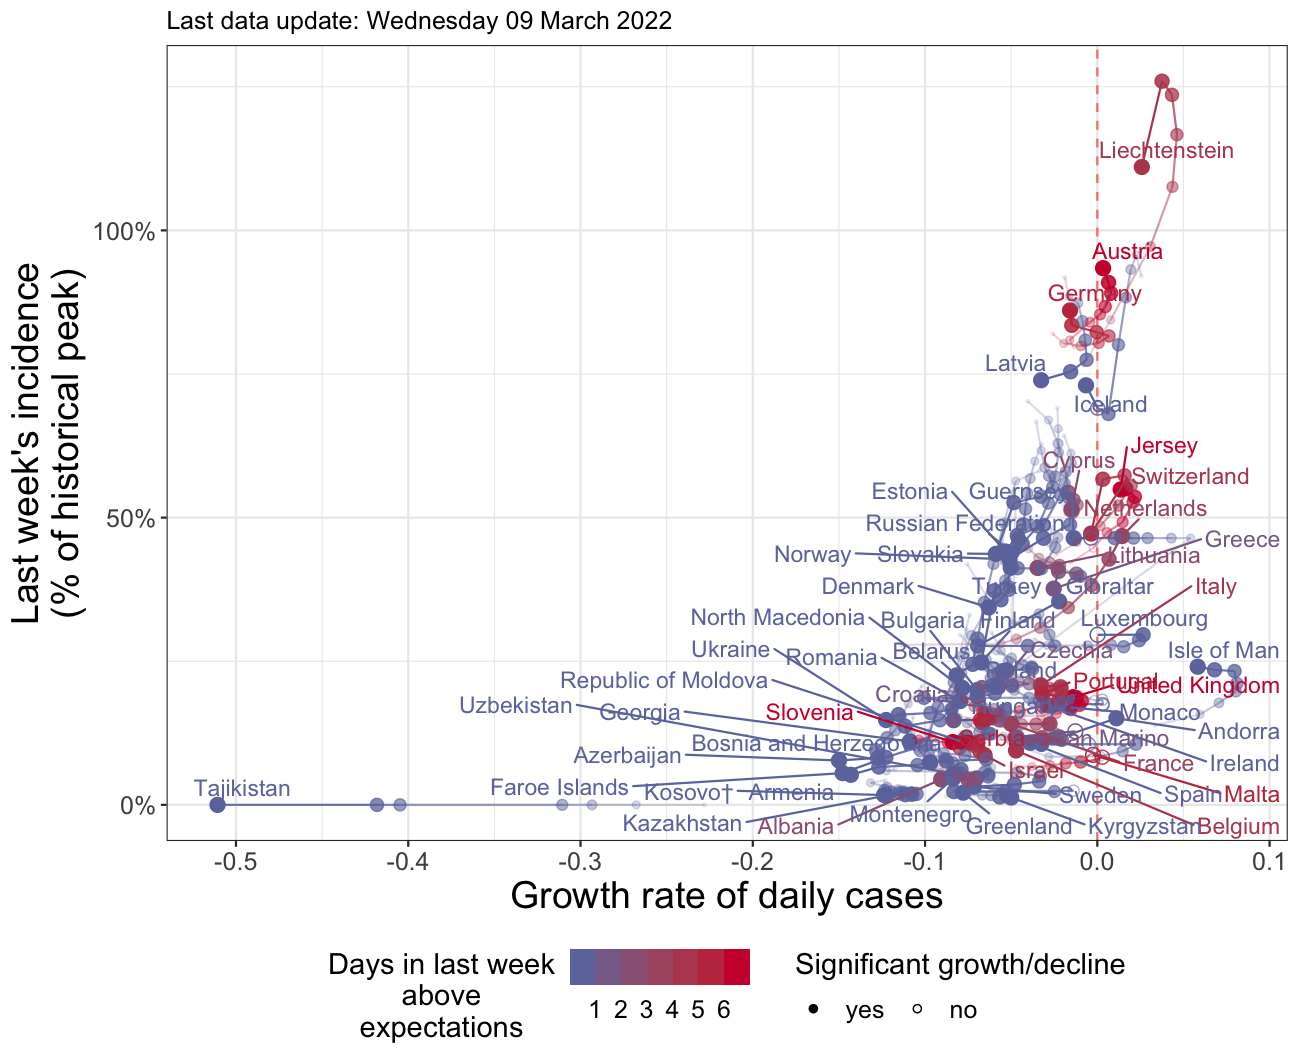 Last data update: Wednesday 09 March 2022
Last week's incidence
(% of historical peak)
100%
50%
0%
Liechtenstein
Austria
Germany
Latvia
Iceland
Jersey
Cyprus
Switzerland
Estonia
Guernsey
Netherlands
Russian Federation
Greece
Norway
Slovakia
Lithuania
Denmark
Turkey
Gibraltar
Italy
North Macedonia
Bulgaria
Finland
Luxembourg
Ukraine
Romania
Belarus
Czechia
Isle of Man
Republic of Moldova
Portugal
United Kingdom
Croatia
Uzbekistan
Georgia
Slovenia
Hungary
Monaco
Andorra
Azerbaijan
Bosnia and Herzegovina
Serbia
San Marino
Ireland
France
Israel
Tajikistan
Faroe Islands
Kosovo†
Armenia
Sweden
Spain
Malta
Kazakhstan
Albania
Montenegro
Greenland
Kyrgyzstan
Belgium
-0.5
-0.4
-0.3
-0.2
-0.1
0.0
0.1
Growth rate of daily cases
Days in last week
above
expectations
1 2 3 4 5 6
Significant growth/decline
yes
no